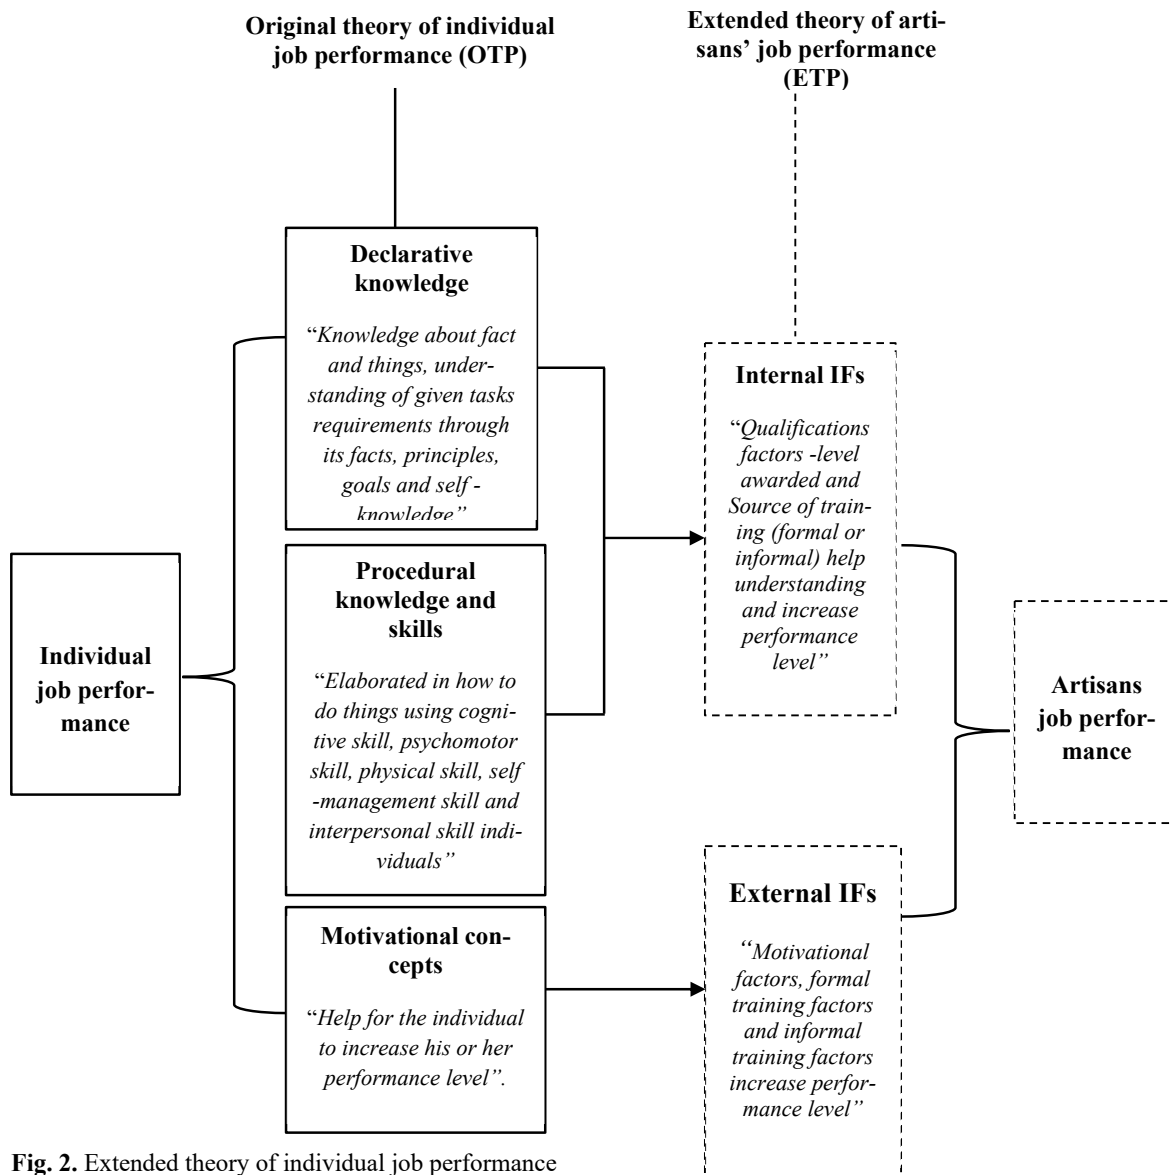 Original theory of individual
job performance (OTP)
Extended theory of arti-
sans’ job performance
(ETP)
Individual
job perfor-
mance
Declarative
knowledge
“Knowledge about fact
and things, under-
standing of given tasks
requirements through
its facts, principles,
goals and self -
knowledge”
Procedural
knowledge and
skills
“Elaborated in how to
do things using cogni-
tive skill, psychomotor
skill, physical skill, self
-management skill and
interpersonal skill indi-
viduals”
Motivational con-
cepts
“Help for the individual
to increase his or her
performance level”.
Internal IFs
“Qualifications
factors -level
awarded and
Source of train-
ing (formal or
informal) help
understanding
and increase
performance
level”
External IFs
“Motivational
factors, formal
training factors
and informal
training factors
increase perfor-
mance level”
Artisans
job perfor-
mance
Fig. 2. Extended theory of individual job performance